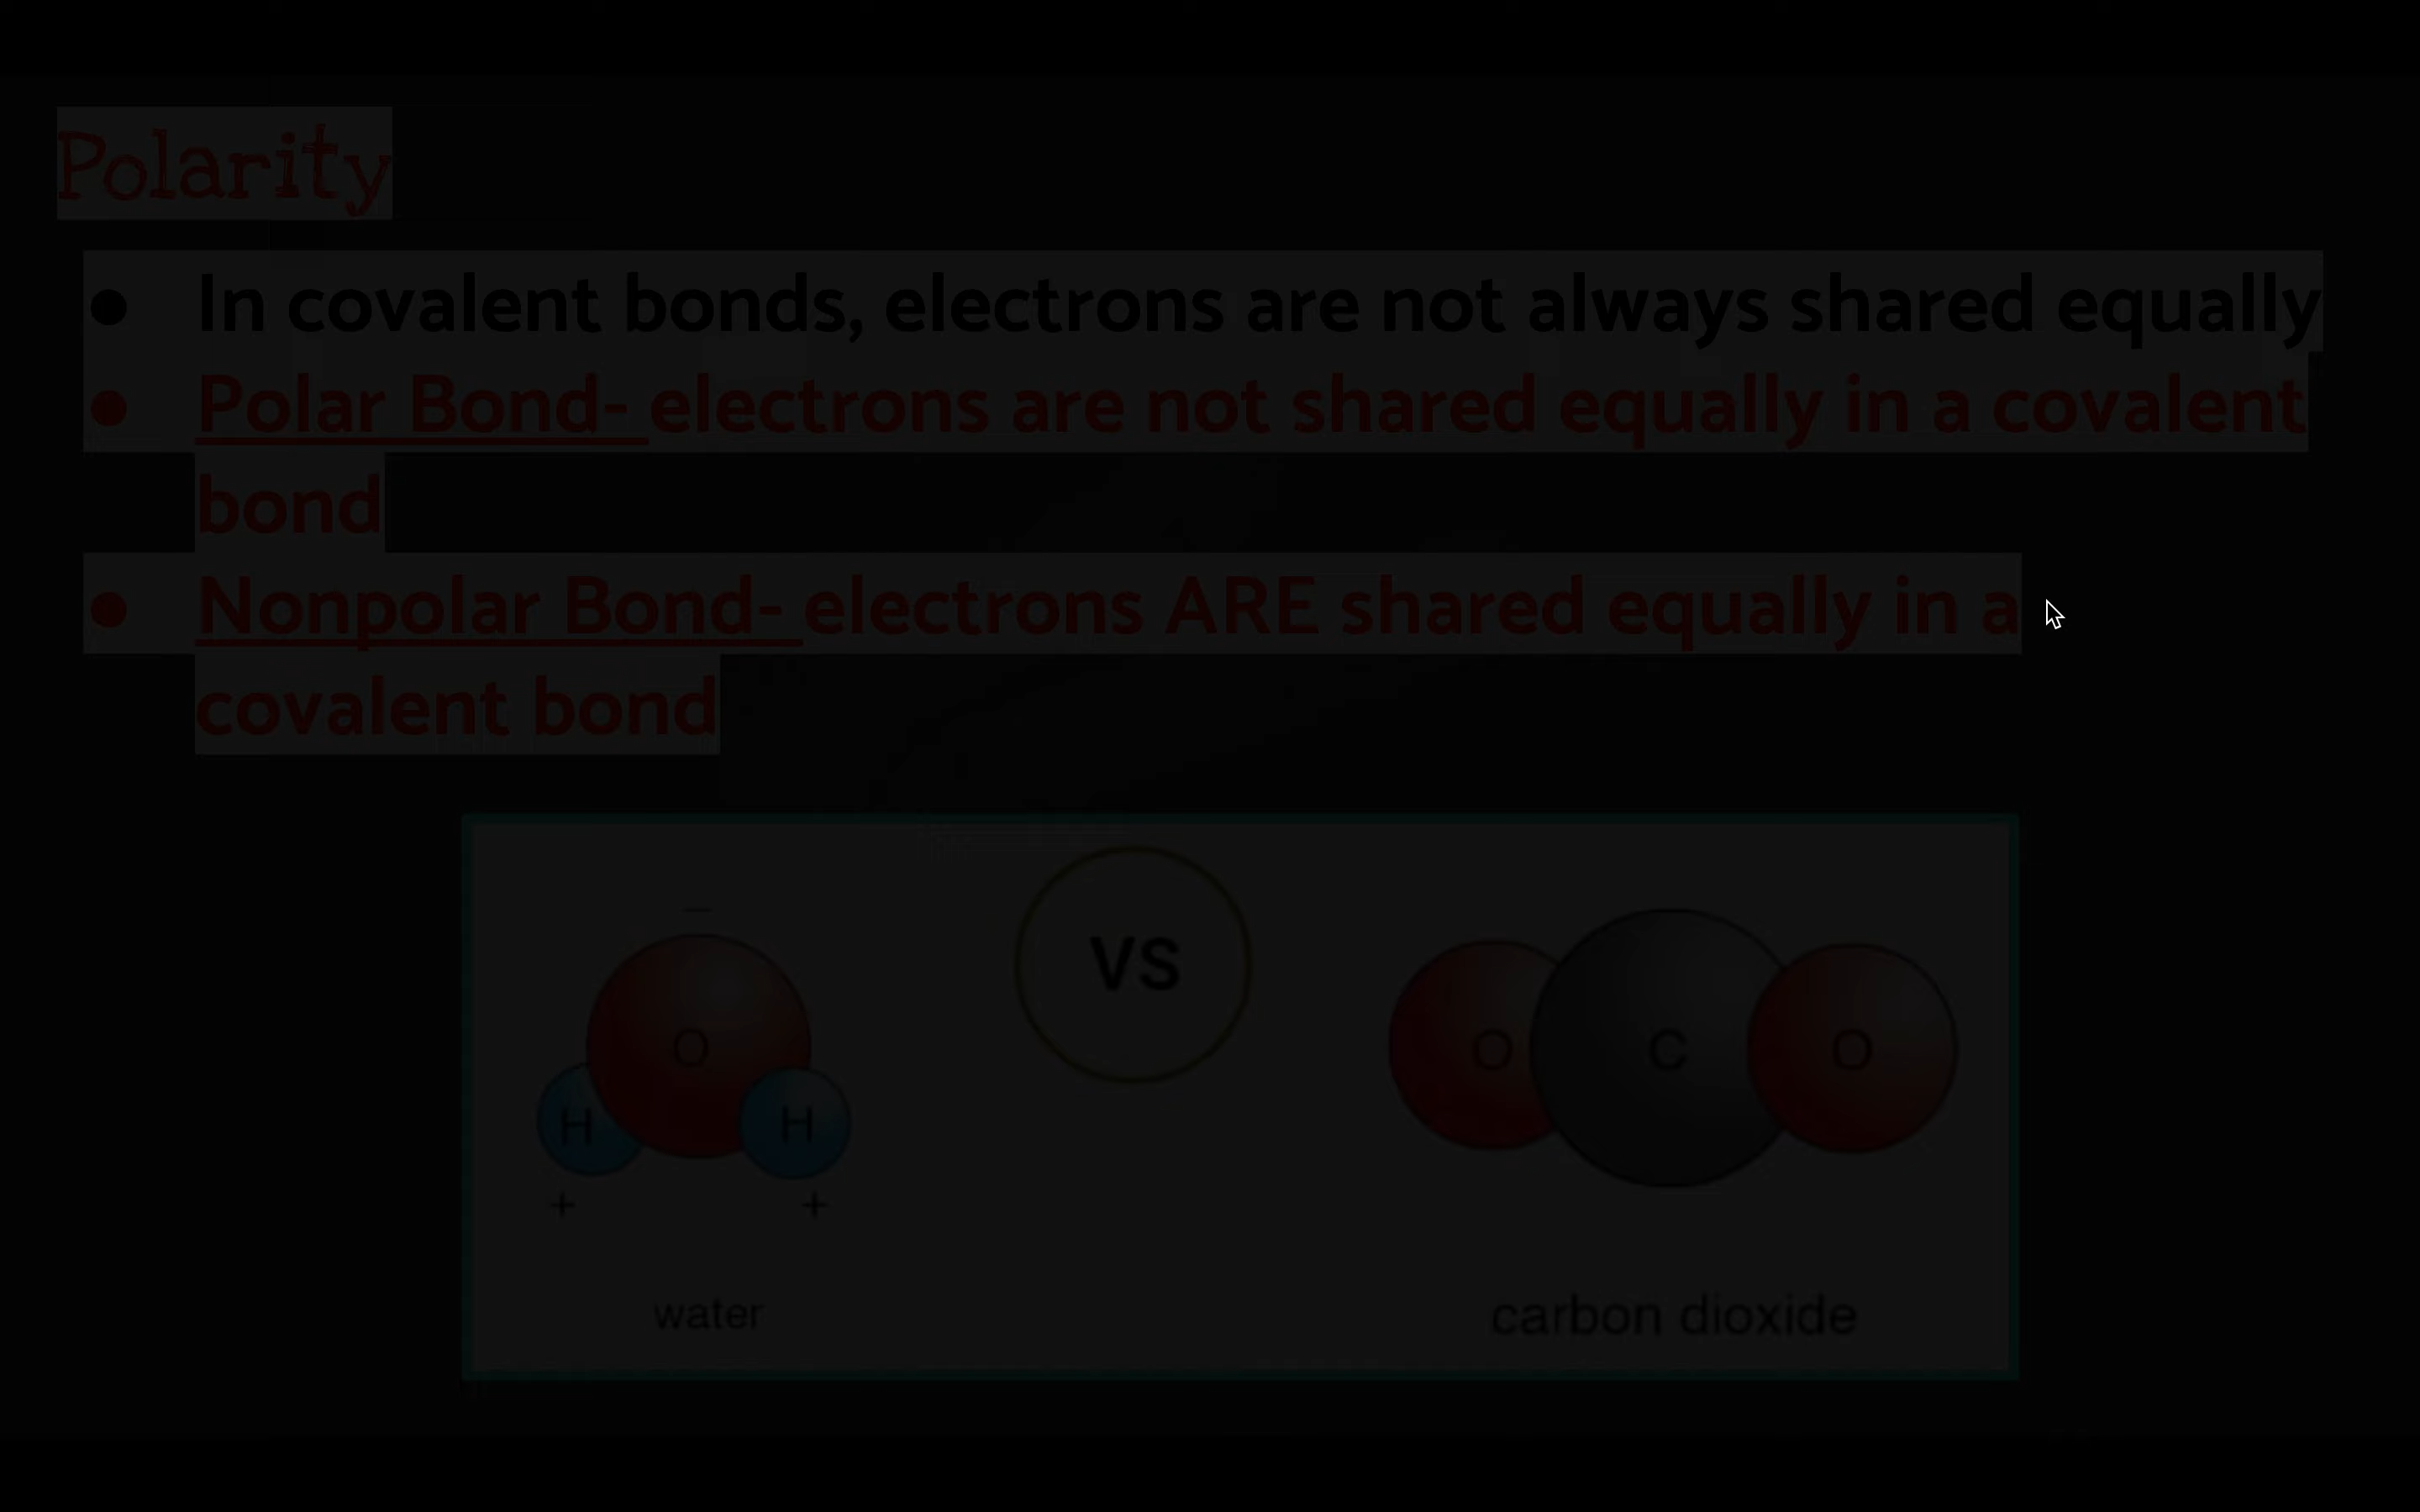 Polarity
● In covalent bonds, electrons are not always shared equally
● Polar Bond- electrons are not shared equally in a covalent
bond
● Nonpolar Bond- electrons ARE shared equally in a
covalent bond
–
VS
O
O C O
H H
+ +
water
carbon dioxide